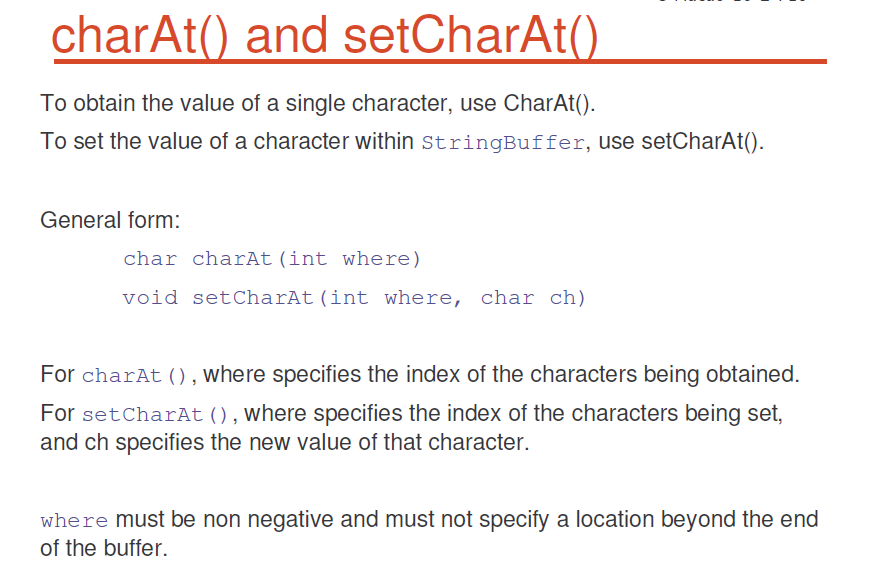 charAt() and setCharAt()
To obtain the value of a single character, use CharAt().
To set the value of a character within StringBuffer, use setCharAt().
General form:
char charAt(int where)
void setCharAt(int where, char ch)
For charAt(), where specifies the index of the characters being obtained.
For setCharAt(), where specifies the index of the characters being set,
and ch specifies the new value of that character.
where must be non negative and must not specify a location beyond the end
of the buffer.